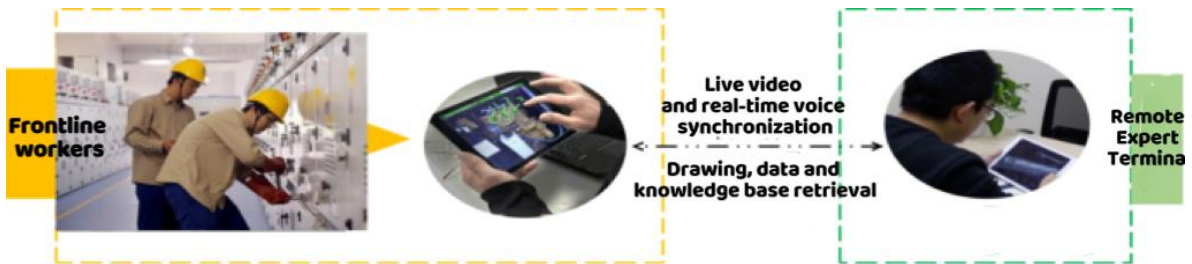 Frontline
workers
Live video
and real-time voice
synchronization
Drawing, data and
knowledge base retrieval
Remote
Expert
Termina